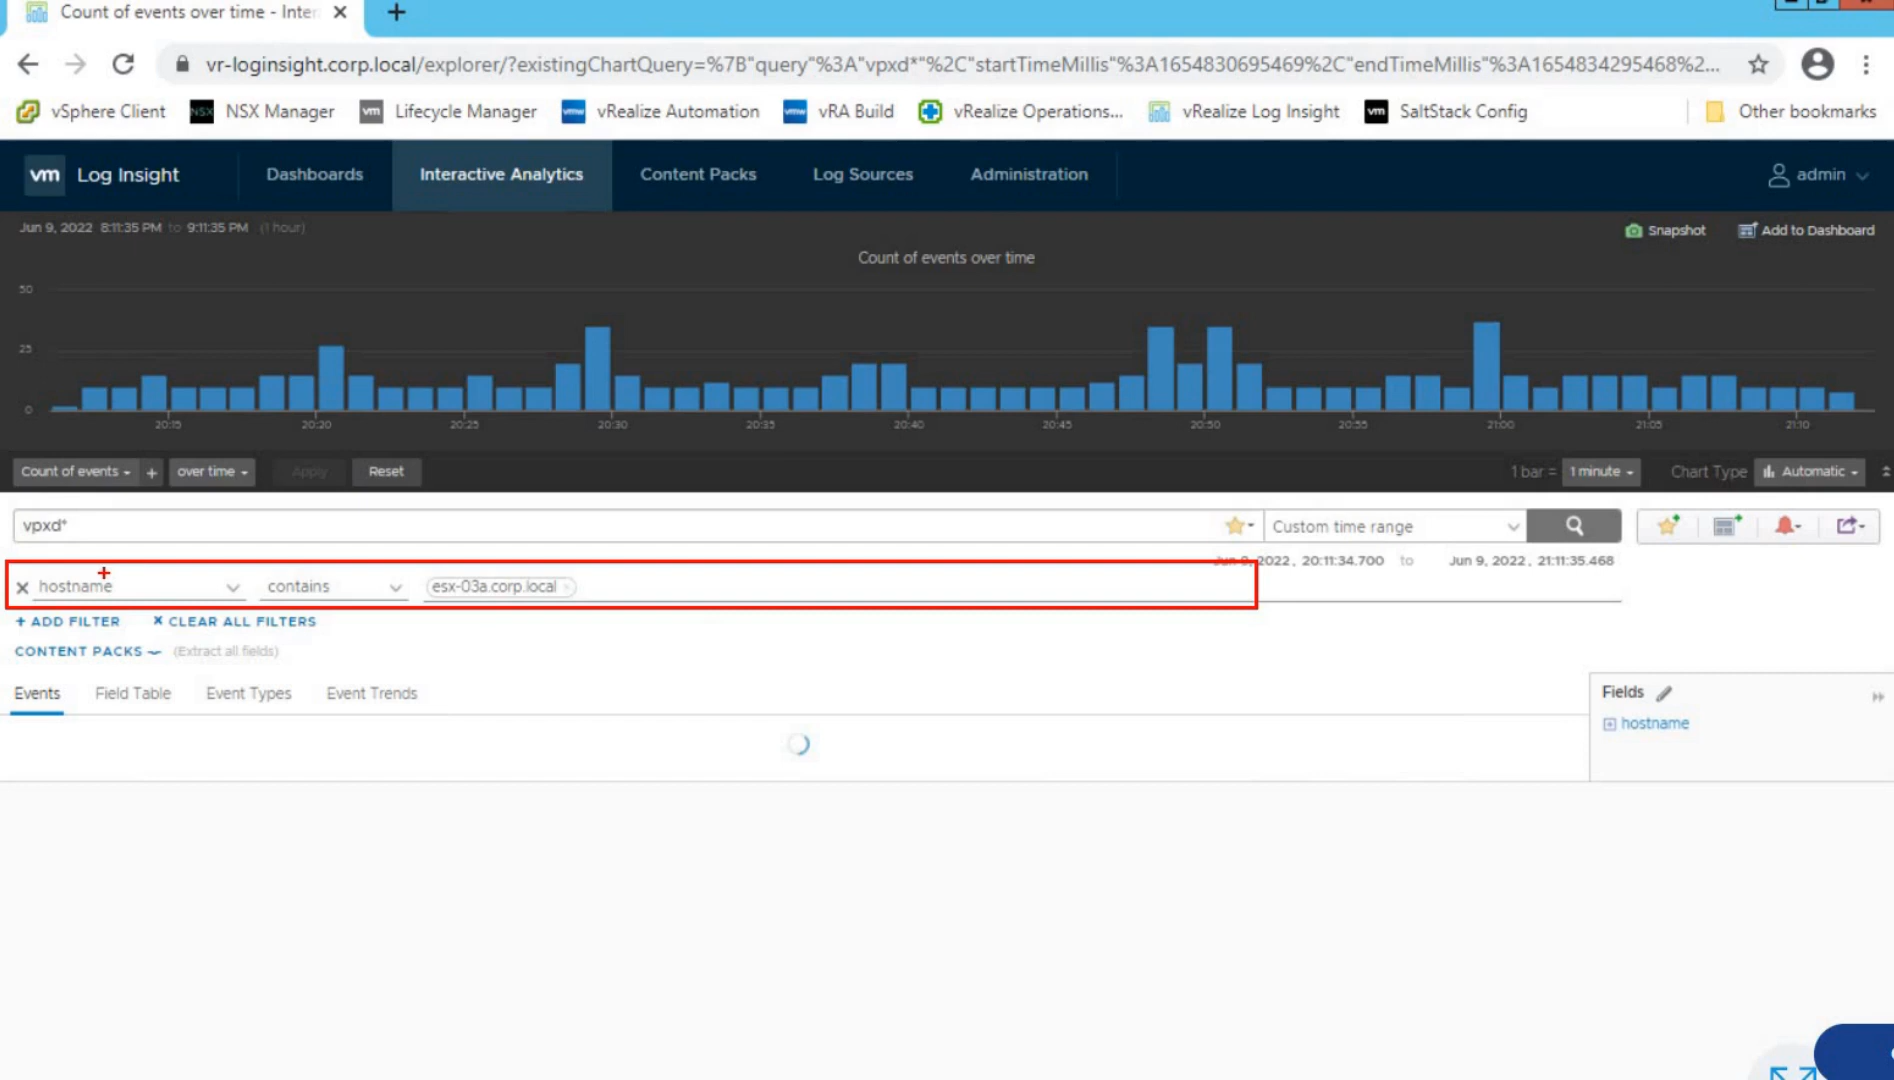 Count of events over time - Inter
vr-loginsight.corp.local/explorer/?existingChartQuery=%7B"query"%3A"vpxd*"%2C"startTimeMillis"%3A1654830695469%2C"endTimeMillis"%3A1654834295468%2...
vSphere Client NSX NSX Manager vm Lifecycle Manager vmw vRealize Automation vmw vRA Build vRealize Operations... vRealize Log Insight vm SaltStack Config Other bookmarks
vm Log Insight Dashboards Interactive Analytics Content Packs Log Sources Administration admin
Jun 9, 2022 8:11:35 PM to 9:11:35 PM (1 hour) Snapshot Add to Dashboard
Count of events over time
50
25
0
20:15 20:20 20:25 20:30 20:35 20:40 20:45 20:50 20:55 21:00 21:05 21:10
Count of events + over time Apply Reset 1 bar = 1 minute Chart Type Automatic
vpxd* Custom time range
Jun 9, 2022, 20:11:34.700 to Jun 9, 2022, 21:11:35.468
hostname contains esx-03a.corp.local
+ ADD FILTER × CLEAR ALL FILTERS
CONTENT PACKS (Extract all fields)
Events Field Table Event Types Event Trends Fields
hostname